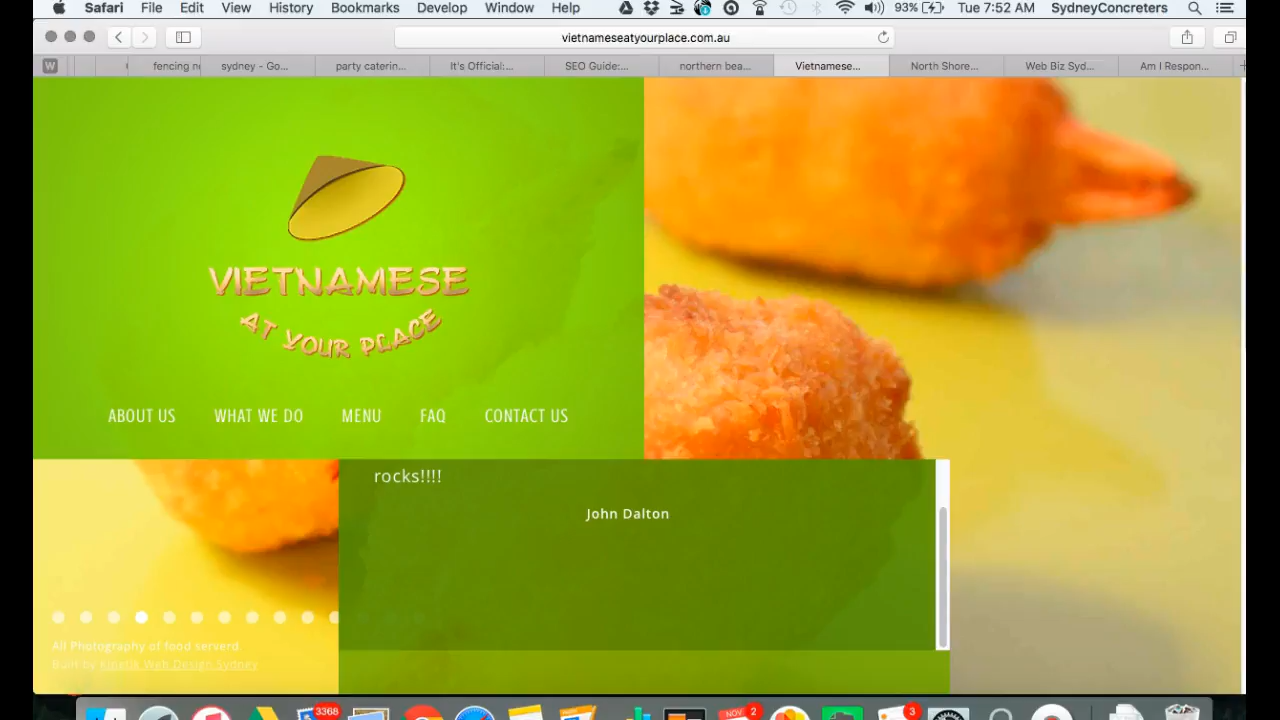 Safari File Edit View History Bookmarks Develop Window Help 93% Tue 7:52 AM SydneyConcreters
vietnameseatyourplace.com.au
W fencing ne sydney - Go... party caterin... It's Official:... SEO Guide:... northern bea... Vietnamese... North Shore... Web Biz Syd... Am I Respon...
VIETNAMESE
AT YOUR PLACE
ABOUT US WHAT WE DO MENU FAQ CONTACT US
rocks!!!!
John Dalton
All Photography of food serverd
Built by Kinetik Web Design Sydney
3368 NOV 2 3